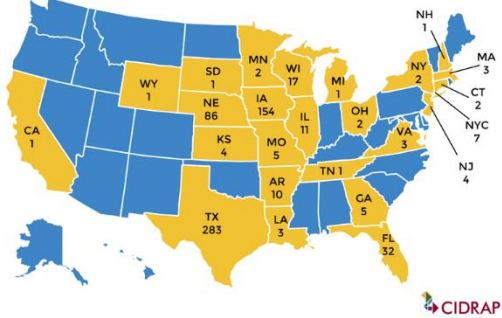 NH
1
MA
3
CT
2
NYC
7
NJ
4
NY
2
MN
2
WI
17
MI
1
SD
1
WY
1
NE
86
IA
154
IL
11
OH
2
CA
1
KS
4
MO
5
VA
3
TN 1
AR
10
GA
5
TX
283
LA
3
FL
32
CIDRAP